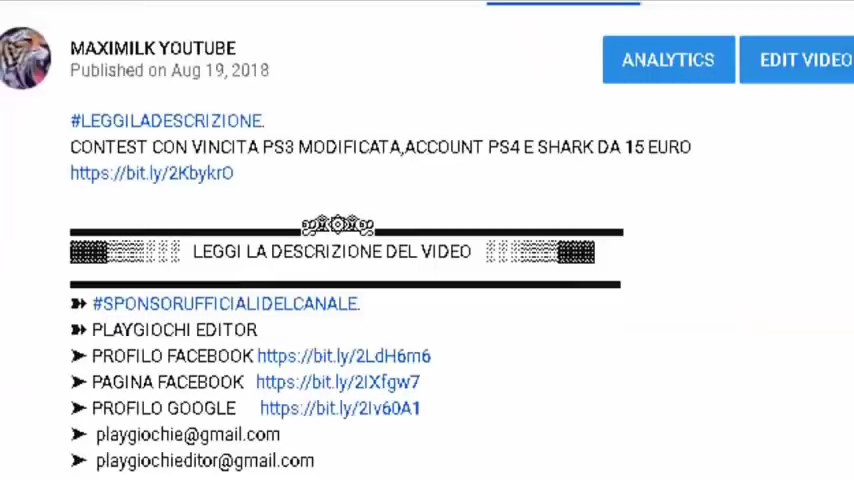 MAXIMILK YOUTUBE
Published on Aug 19, 2018
ANALYTICS
EDIT VIDEO
#LEGGILADESCRIZIONE.
CONTEST CON VINCITA PS3 MODIFICATA,ACCOUNT PS4 E SHARK DA 15 EURO
https://bit.ly/2KbykrO
LEGGI LA DESCRIZIONE DEL VIDEO
#SPONSORUFFICIALIDELCANALE.
PLAYGIOCHI EDITOR
PROFILO FACEBOOK https://bit.ly/2LdH6m6
PAGINA FACEBOOK https://bit.ly/2IXfgw7
PROFILO GOOGLE https://bit.ly/2Iv60A1
playgiochie@gmail.com
playgiochieditor@gmail.com